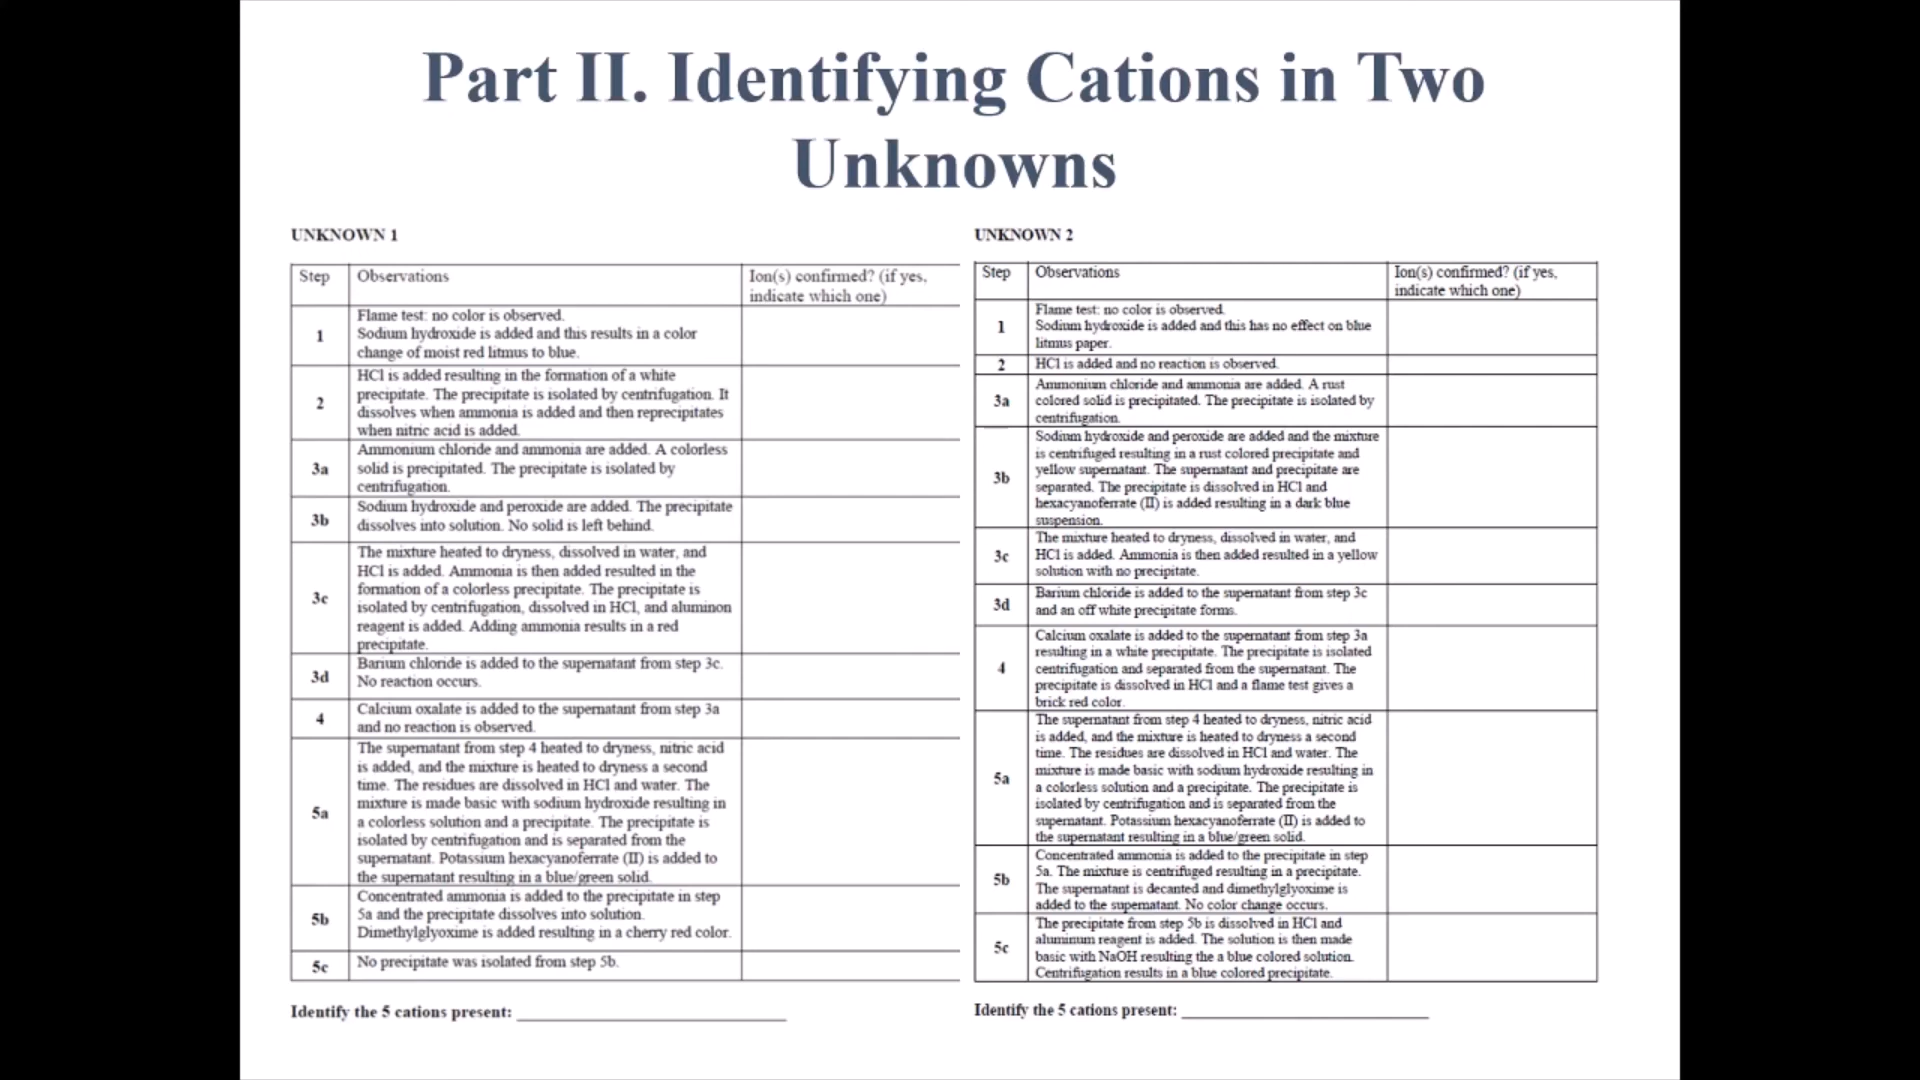 Part II. Identifying Cations in Two
Unknowns
UNKNOWN 1
Step Observations Ion(s) confirmed? (if yes,
indicate which one)
1 Flame test: no color is observed.
Sodium hydroxide is added and this results in a color
change of moist red litmus to blue.
2 HCl is added resulting in the formation of a white
precipitate. The precipitate is isolated by centrifugation. It
dissolves when ammonia is added and then reprecipitates
when nitric acid is added.
3a Ammonium chloride and ammonia are added. A colorless
solid is precipitated. The precipitate is isolated by
centrifugation.
3b Sodium hydroxide and peroxide are added. The precipitate
dissolves into solution. No solid is left behind.
3c The mixture heated to dryness, dissolved in water, and
HCl is added. Ammonia is then added resulted in the
formation of a colorless precipitate. The precipitate is
isolated by centrifugation, dissolved in HCl, and aluminon
reagent is added. Adding ammonia results in a red
precipitate.
3d Barium chloride is added to the supernatant from step 3c.
No reaction occurs.
4 Calcium oxalate is added to the supernatant from step 3a
and no reaction is observed.
5a The supernatant from step 4 heated to dryness, nitric acid
is added, and the mixture is heated to dryness a second
time. The residues are dissolved in HCl and water. The
mixture is made basic with sodium hydroxide resulting in
a colorless solution and a precipitate. The precipitate is
isolated by centrifugation and is separated from the
supernatant. Potassium hexacyanoferrate (II) is added to
the supernatant resulting in a blue/green solid.
5b Concentrated ammonia is added to the precipitate in step
5a and the precipitate dissolves into solution.
Dimethylglyoxime is added resulting in a cherry red color.
5c No precipitate was isolated from step 5b.
Identify the 5 cations present:
UNKNOWN 2
Step Observations Ion(s) confirmed? (if yes,
indicate which one)
1 Flame test: no color is observed.
Sodium hydroxide is added and this has no effect on blue
litmus paper.
2 HCl is added and no reaction is observed.
3a Ammonium chloride and ammonia are added. A rust
colored solid is precipitated. The precipitate is isolated by
centrifugation.
3b Sodium hydroxide and peroxide are added and the mixture
is centrifuged resulting in a rust colored precipitate and
yellow supernatant. The supernatant and precipitate are
separated. The precipitate is dissolved in HCl and
hexacyanoferrate (II) is added resulting in a dark blue
suspension.
3c The mixture heated to dryness, dissolved in water, and
HCl is added. Ammonia is then added resulted in a yellow
solution with no precipitate.
3d Barium chloride is added to the supernatant from step 3c
and an off white precipitate forms.
4 Calcium oxalate is added to the supernatant from step 3a
resulting in a white precipitate. The precipitate is isolated
centrifugation and separated from the supernatant. The
precipitate is dissolved in HCl and a flame test gives a
brick red color.
5a The supernatant from step 4 heated to dryness, nitric acid
is added, and the mixture is heated to dryness a second
time. The residues are dissolved in HCl and water. The
mixture is made basic with sodium hydroxide resulting in
a colorless solution and a precipitate. The precipitate is
isolated by centrifugation and is separated from the
supernatant. Potassium hexacyanoferrate (II) is added to
the supernatant resulting in a blue/green solid.
5b Concentrated ammonia is added to the precipitate in step
5a. The mixture is centrifuged resulting in a precipitate.
The supernatant is decanted and dimethylglyoxime is
added to the supernatant. No color change occurs.
5c The precipitate from step 5b is dissolved in HCl and
aluminum reagent is added. The solution is then made
basic with NaOH resulting the a blue colored solution.
Centrifugation results in a blue colored precipitate.
Identify the 5 cations present: